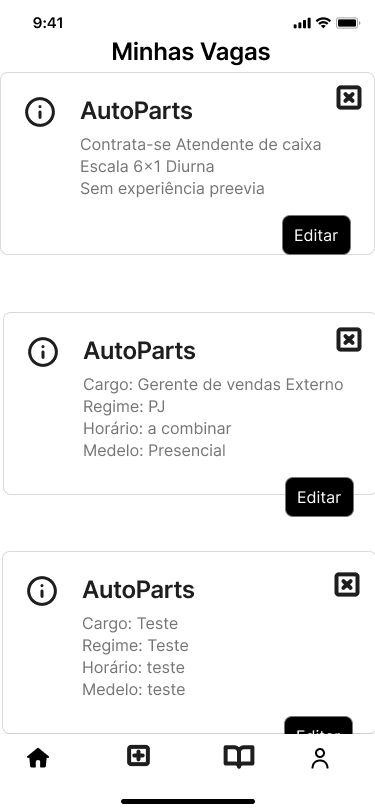 9:41
Minhas Vagas
AutoParts
Contrata-se Atendente de caixa
Escala 6×1 Diurna
Sem experiência preevia
Editar
AutoParts
Cargo: Gerente de vendas Externo
Regime: PJ
Horário: a combinar
Medelo: Presencial
Editar
AutoParts
Cargo: Teste
Regime: Teste
Horário: teste
Medelo: teste
Editar